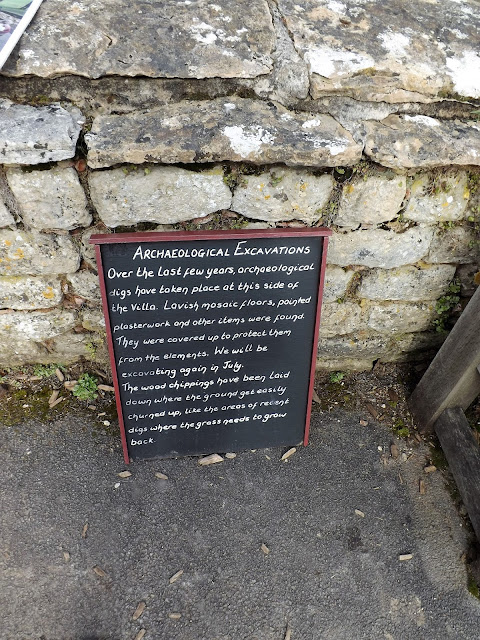 ARCHAEOLOGICAL EXCAVATIONS
Over the last few years, archaeological
digs have taken place at this side of
the Villa. Lavish mosaic floors, painted
plasterwork and other items were found.
They were covered up to protect them
from the elements. We will be
excavating again in July.
The wood chippings have been laid
down where the ground get easily
churned up, like the areas of recent
digs where the grass needs to grow
back.